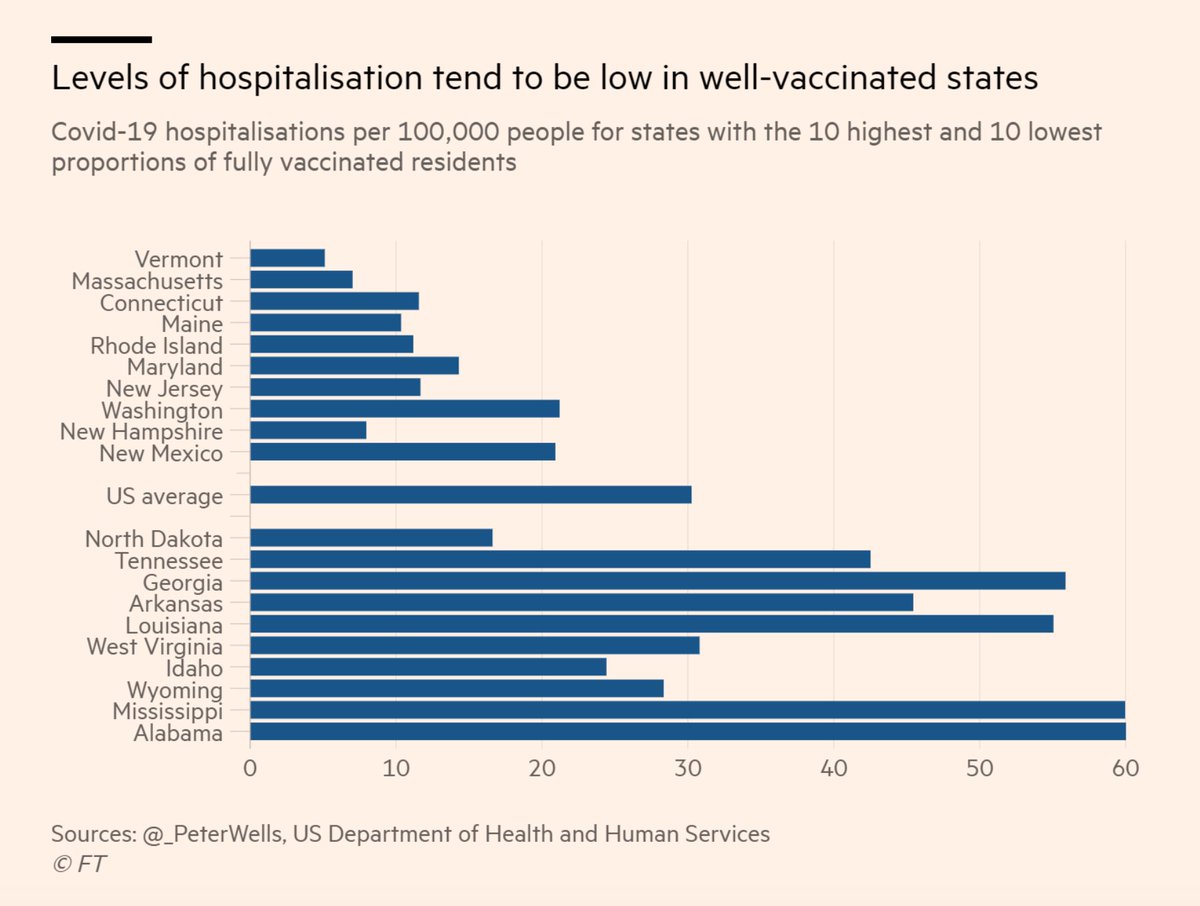 Levels of hospitalisation tend to be low in well-vaccinated states
Covid-19 hospitalisations per 100,000 people for states with the 10 highest and 10 lowest
proportions of fully vaccinated residents
Vermont
Massachusetts
Connecticut
Maine
Rhode Island
Maryland
New Jersey
Washington
New Hampshire
New Mexico
US average
North Dakota
Tennessee
Georgia
Arkansas
Louisiana
West Virginia
Idaho
Wyoming
Mississippi
Alabama
0 10 20 30 40 50 60
Sources: @_PeterWells, US Department of Health and Human Services
© FT